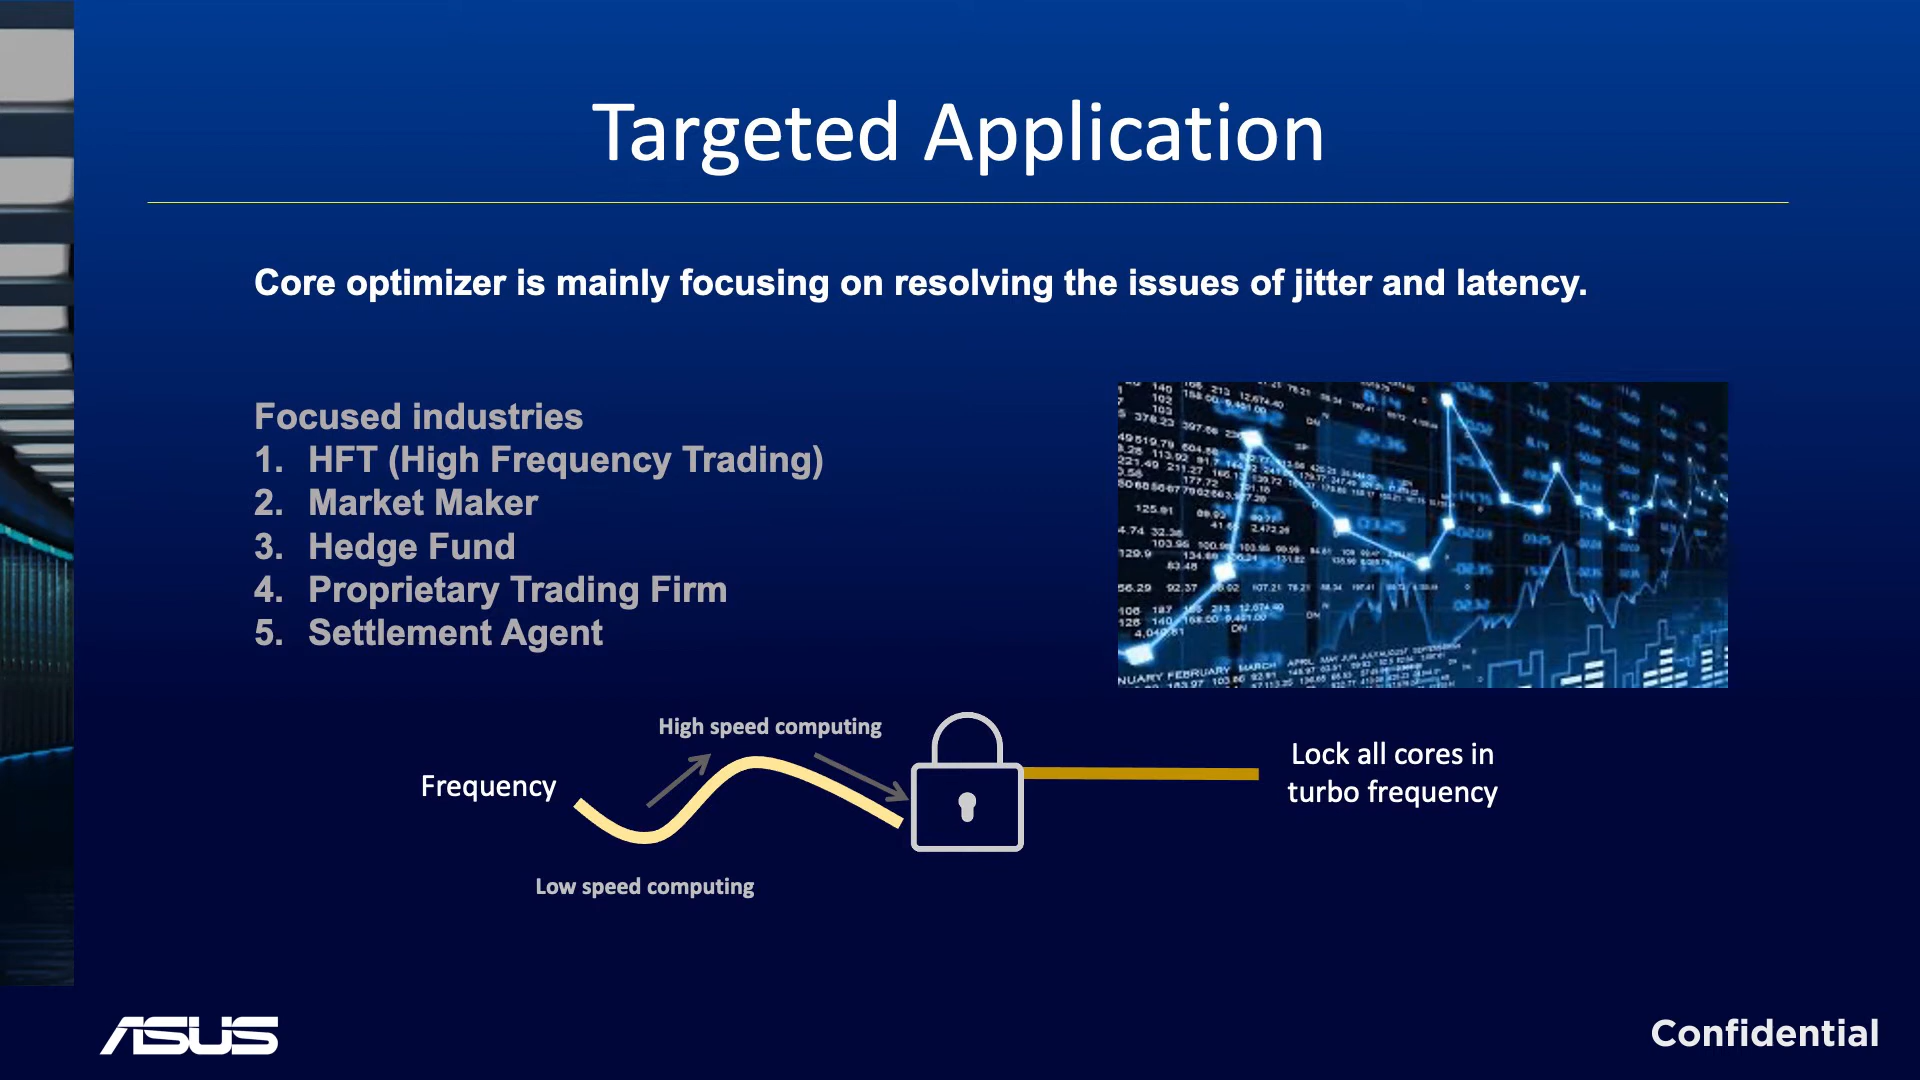 Targeted Application
Core optimizer is mainly focusing on resolving the issues of jitter and latency.
Focused industries
1. HFT (High Frequency Trading)
2. Market Maker
3. Hedge Fund
4. Proprietary Trading Firm
5. Settlement Agent
High speed computing
Frequency
Low speed computing
Lock all cores in
turbo frequency
ASUS
Confidential